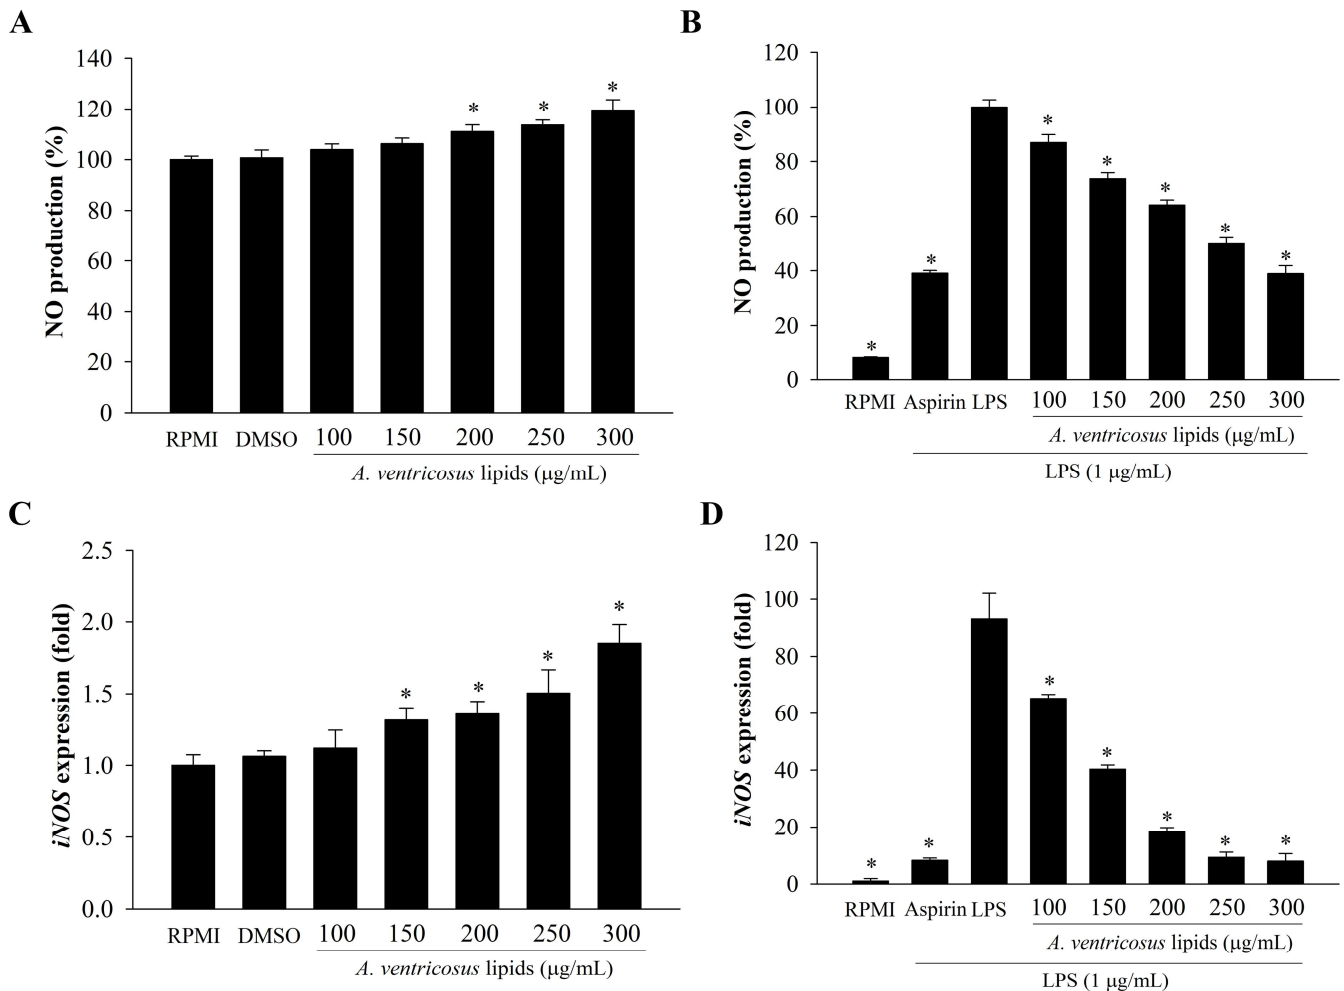 A
NO production (%)
140
120
100
80
60
40
20
0
* * *
RPMI DMSO 100 150 200 250 300
A. ventricosus lipids (μg/mL)
B
NO production (%)
120
100
80
60
40
20
0
* * * * * * *
RPMI Aspirin LPS 100 150 200 250 300
A. ventricosus lipids (μg/mL)
LPS (1 μg/mL)
C
iNOS expression (fold)
2.5
2.0
1.5
1.0
0.5
0.0
* * * *
RPMI DMSO 100 150 200 250 300
A. ventricosus lipids (μg/mL)
D
iNOS expression (fold)
120
100
80
60
40
20
0
* * * * * * *
RPMI Aspirin LPS 100 150 200 250 300
A. ventricosus lipids (μg/mL)
LPS (1 μg/mL)